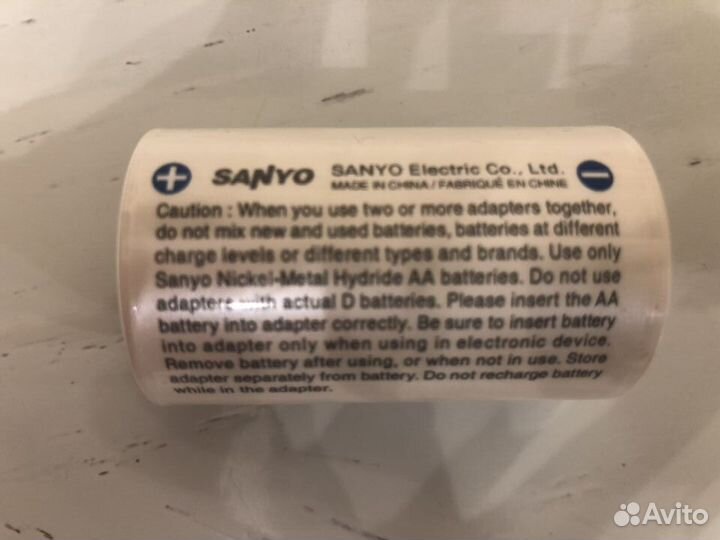 + SANYO SANYO Electric Co., Ltd. -
MADE IN CHINA / FABRIQUÉ EN CHINE
Caution : When you use two or more adapters together,
do not mix new and used batteries, batteries at different
charge levels or different types and brands. Use only
Sanyo Nickel-Metal Hydride AA batteries. Do not use
adapters with actual D batteries. Please insert the AA
battery into adapter correctly. Be sure to insert battery
into adapter only when using in electronic device.
Remove battery after using, or when not in use. Store
adapter separately from battery. Do not recharge battery
while in the adapter.
Avito